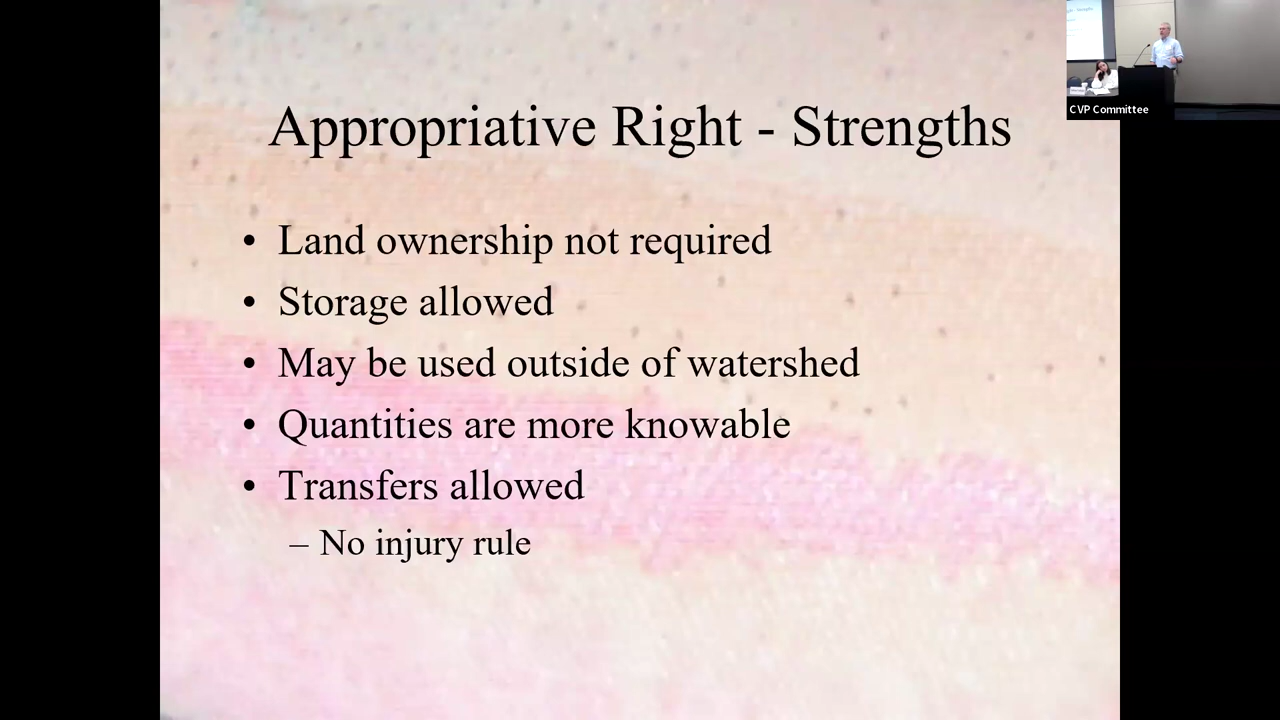 Appropriative Right - Strengths
• Land ownership not required
• Storage allowed
• May be used outside of watershed
• Quantities are more knowable
• Transfers allowed
– No injury rule
CVP Committee